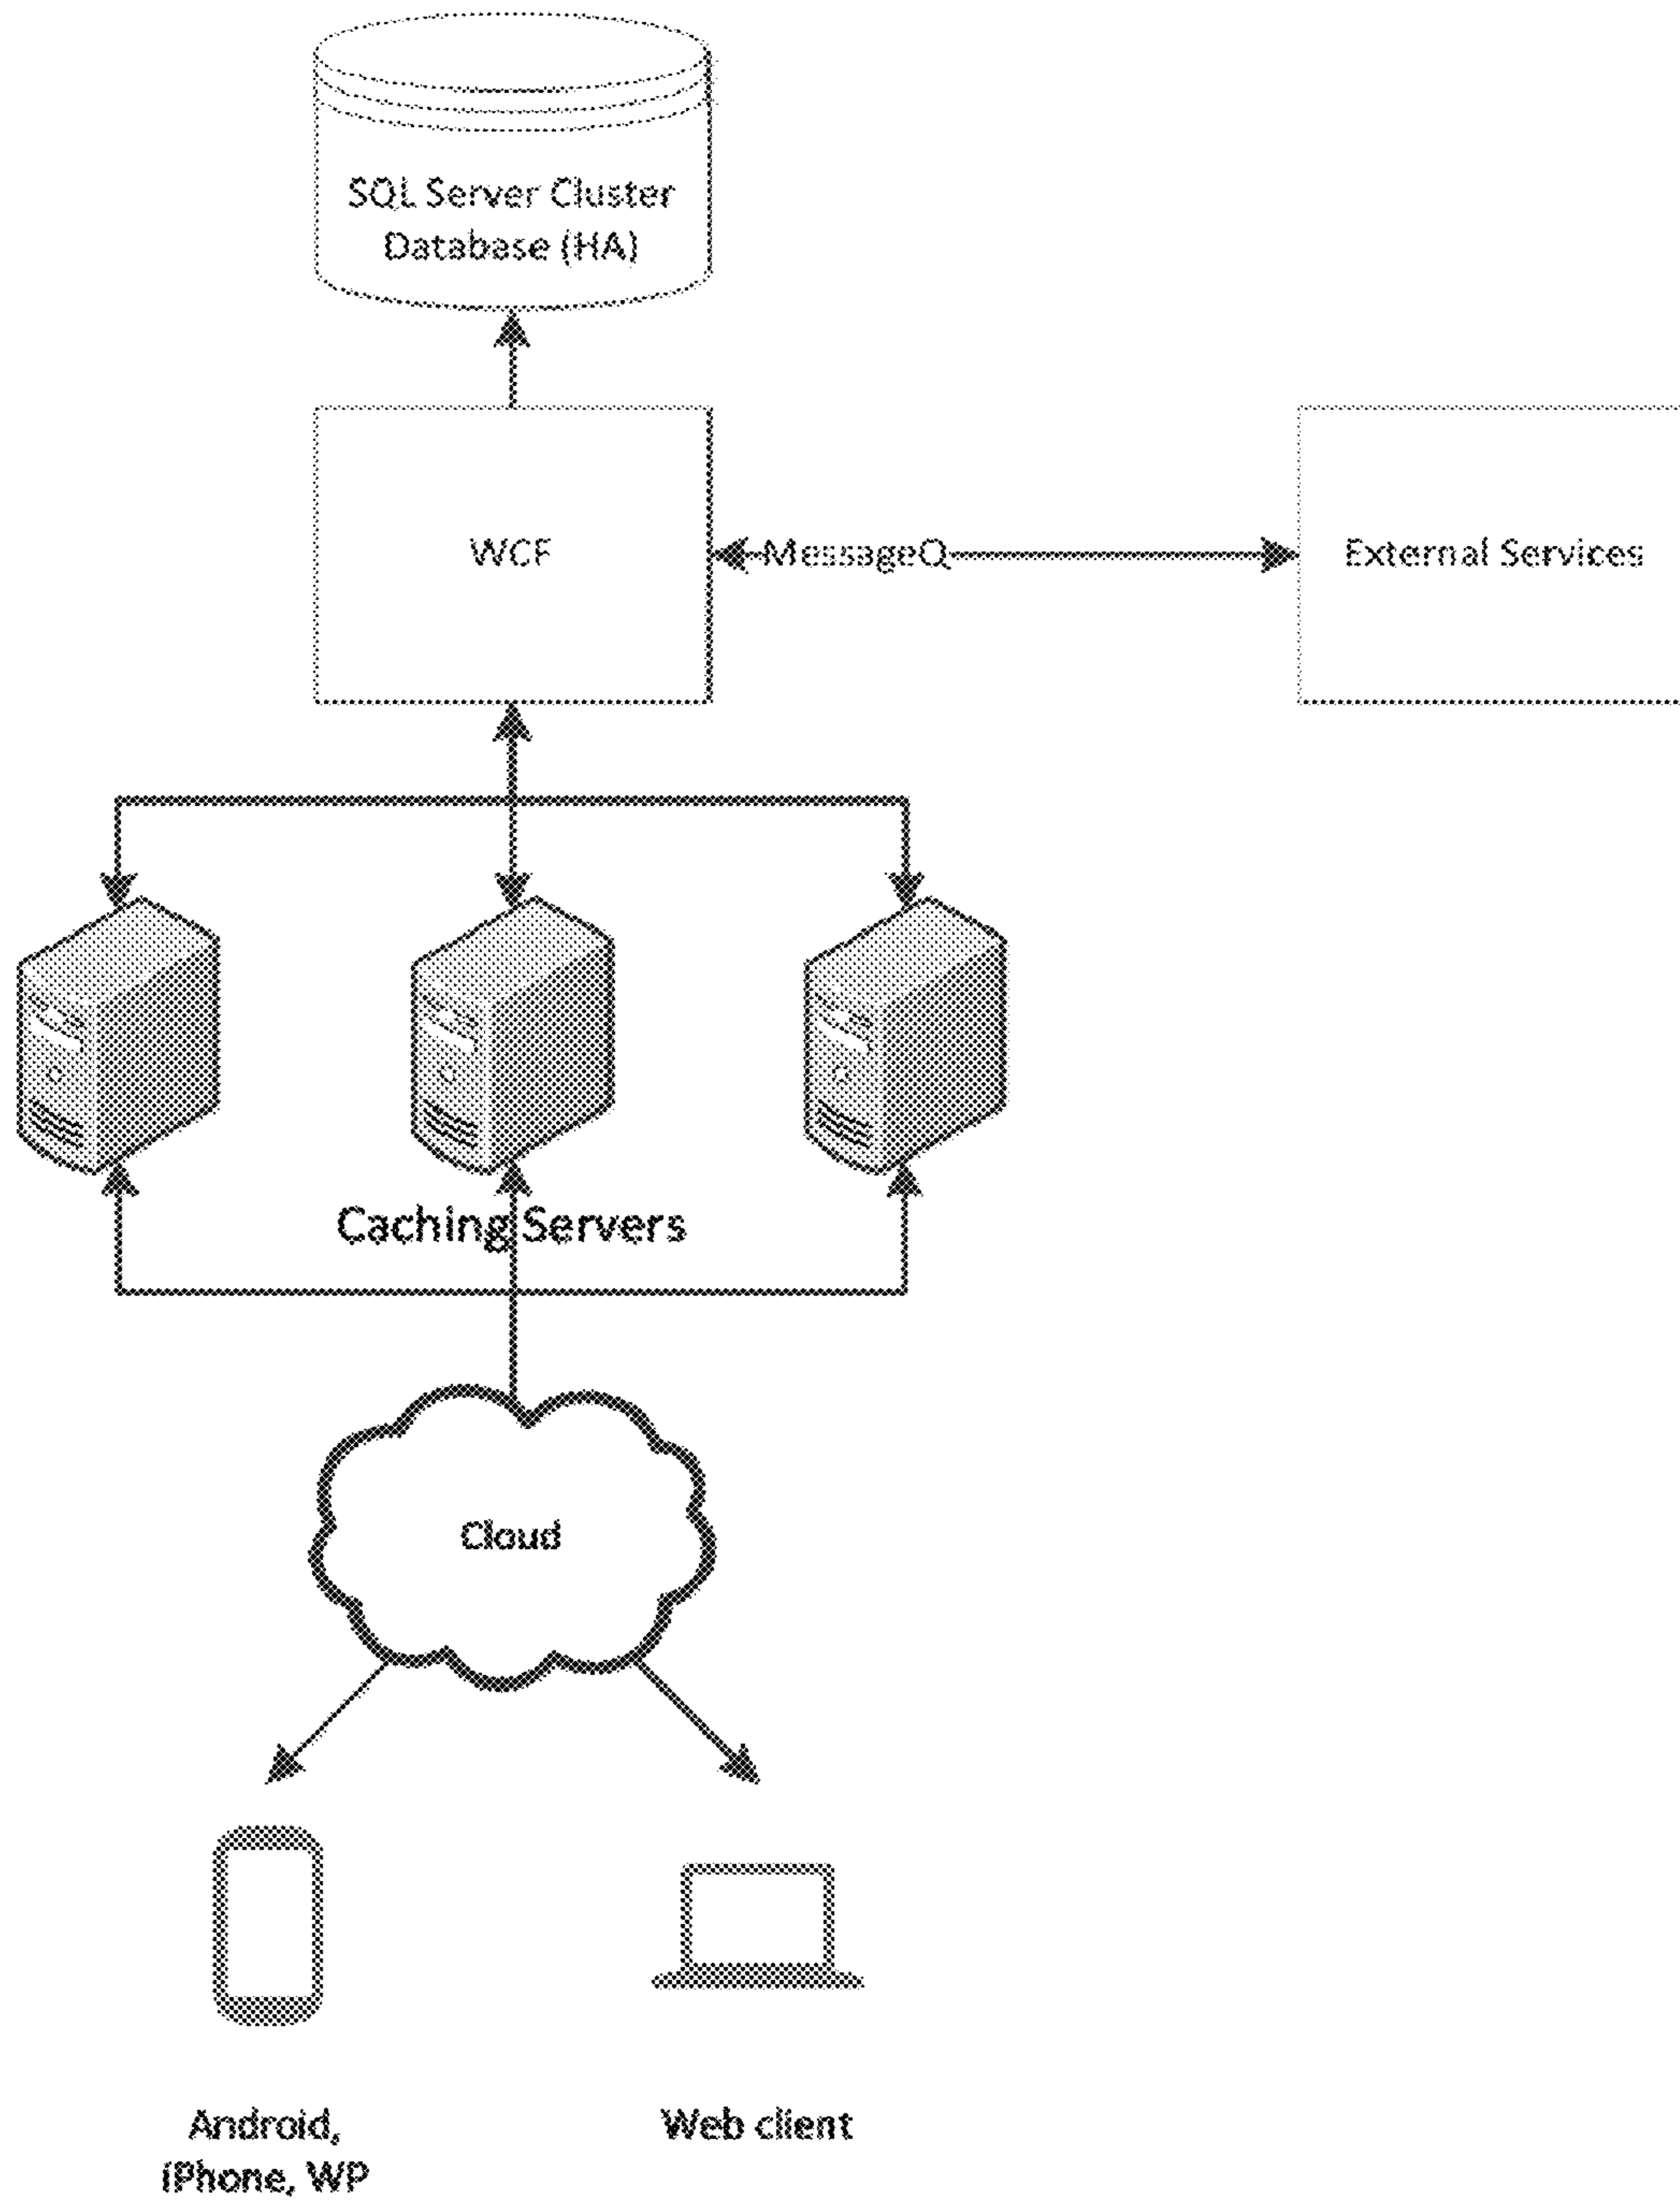 SQL Server Cluster
Database (HA)
WCF
MessageQ
External Services
Caching Servers
Cloud
Android,
iPhone, WP
Web client